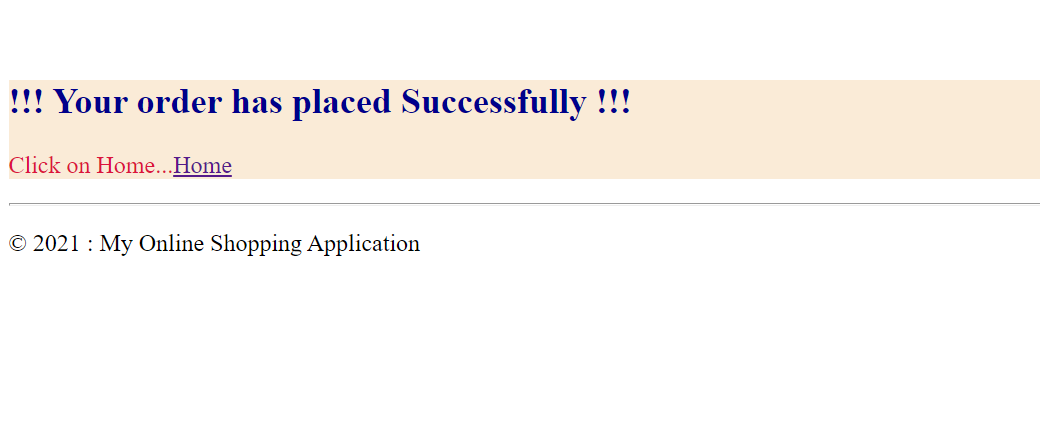 !!! Your order has placed Successfully !!!
Click on Home...Home
© 2021 : My Online Shopping Application